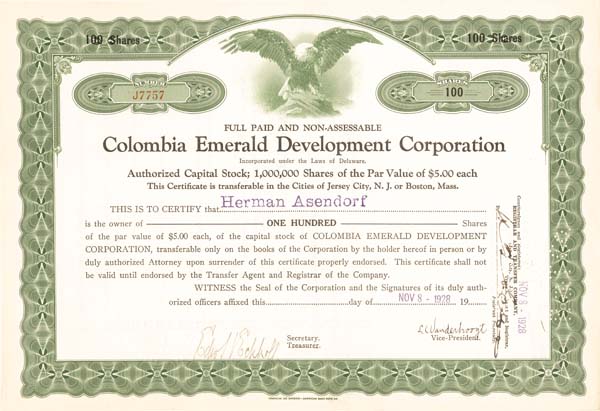 100 Shares
100 Shares
NUMBER
J7757
SHARES
100
FULL PAID AND NON-ASSESSABLE
Colombia Emerald Development Corporation
Incorporated under the Laws of Delaware.
Authorized Capital Stock; 1,000,000 Shares of the Par Value of $5.00 each
This Certificate is transferable in the Cities of Jersey City, N. J. or Boston, Mass.
THIS IS TO CERTIFY that Herman Asendorf
is the owner of ONE HUNDRED Shares
of the par value of $5.00 each, of the capital stock of COLOMBIA EMERALD DEVELOPMENT
CORPORATION, transferable only on the books of the Corporation by the holder hereof in person or by
duly authorized Attorney upon surrender of this certificate properly endorsed. This certificate shall
not be valid until endorsed by the Transfer Agent and Registrar of the Company.
WITNESS the Seal of the Corporation and the Signatures of its duly auth-
orized officers affixed this day of NOV 8 - 1928 19
Secretary.
Treasurer.
Vice-President.
Countersigned and registered:
REGISTRAR AND TRANSFER COMPANY,
NOV 8 - 1928